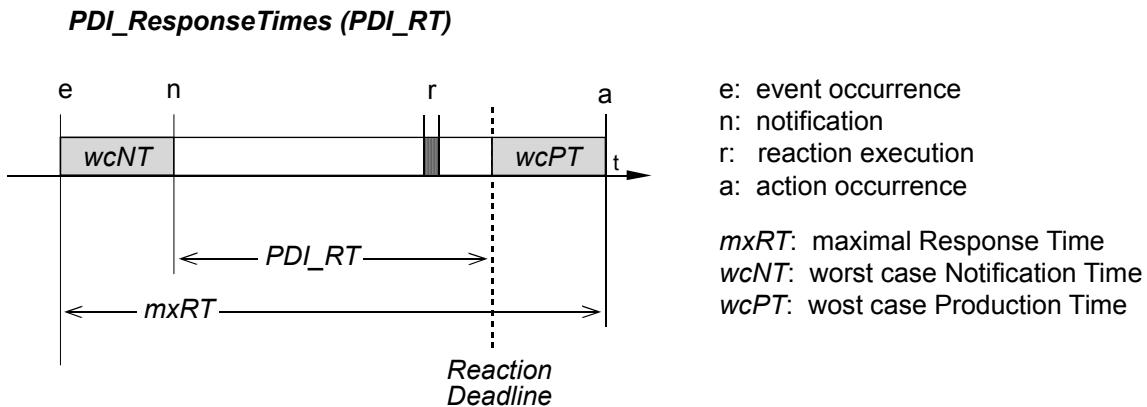 PDI_ResponseTimes (PDI_RT)
e n r a
wcNT wcPT t
PDI_RT
mxRT
Reaction
Deadline
e: event occurrence
n: notification
r: reaction execution
a: action occurrence
mxRT: maximal Response Time
wcNT: worst case Notification Time
wcPT: wost case Production Time